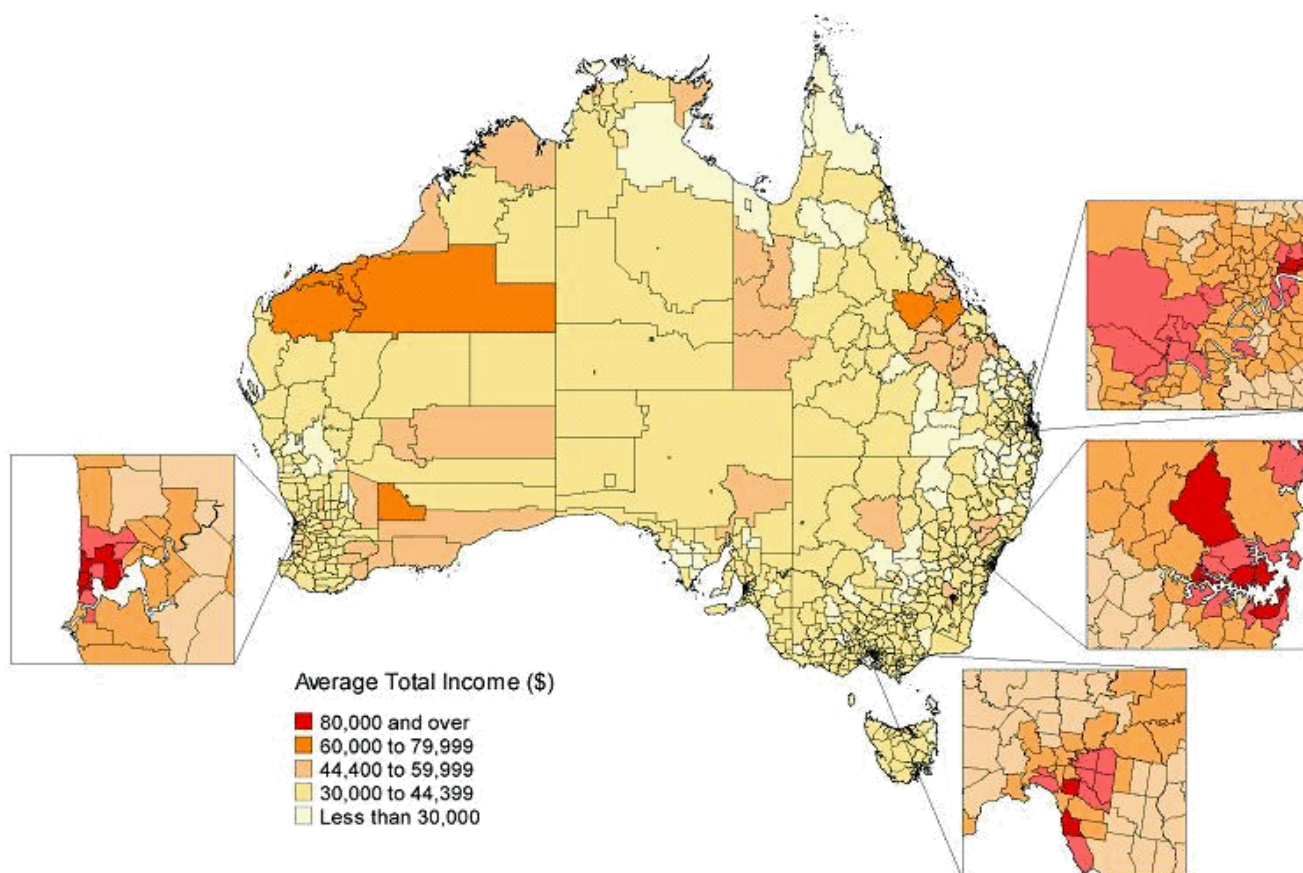 Average Total Income ($)
80,000 and over
60,000 to 79,999
44,400 to 59,999
30,000 to 44,399
Less than 30,000